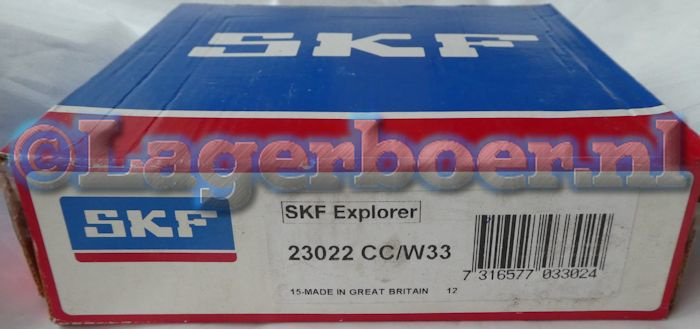 SKF
©Lagerboer.nl
SKF
SKF Explorer
23022 CC/W33
7 316577 033024
15-MADE IN GREAT BRITAIN 12